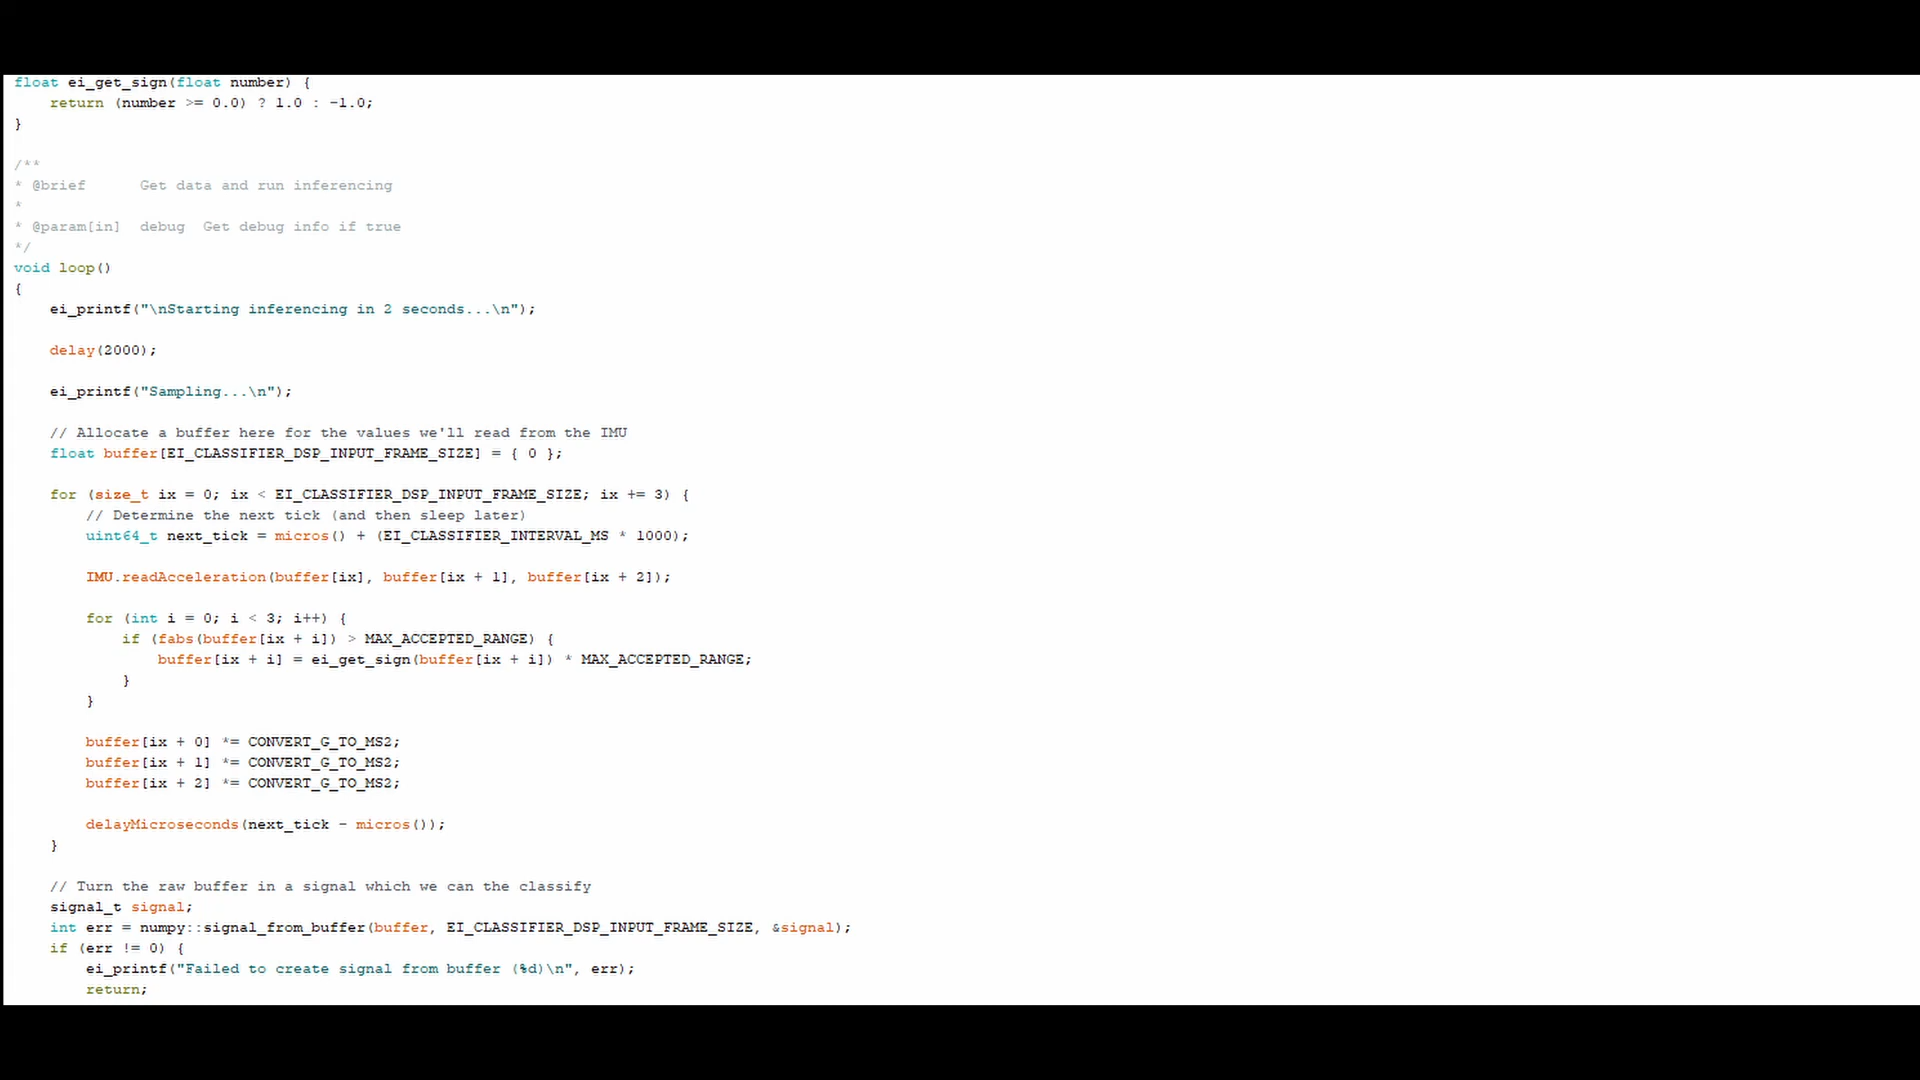 float ei_get_sign(float number) {
    return (number >= 0.0) ? 1.0 : -1.0;
}

/**
* @brief      Get data and run inferencing
*
* @param[in]  debug  Get debug info if true
*/
void loop()
{
    ei_printf("\nStarting inferencing in 2 seconds...\n");

    delay(2000);

    ei_printf("Sampling...\n");

    // Allocate a buffer here for the values we'll read from the IMU
    float buffer[EI_CLASSIFIER_DSP_INPUT_FRAME_SIZE] = { 0 };

    for (size_t ix = 0; ix < EI_CLASSIFIER_DSP_INPUT_FRAME_SIZE; ix += 3) {
        // Determine the next tick (and then sleep later)
        uint64_t next_tick = micros() + (EI_CLASSIFIER_INTERVAL_MS * 1000);

        IMU.readAcceleration(buffer[ix], buffer[ix + 1], buffer[ix + 2]);

        for (int i = 0; i < 3; i++) {
            if (fabs(buffer[ix + i]) > MAX_ACCEPTED_RANGE) {
                buffer[ix + i] = ei_get_sign(buffer[ix + i]) * MAX_ACCEPTED_RANGE;
            }
        }

        buffer[ix + 0] *= CONVERT_G_TO_MS2;
        buffer[ix + 1] *= CONVERT_G_TO_MS2;
        buffer[ix + 2] *= CONVERT_G_TO_MS2;

        delayMicroseconds(next_tick - micros());
    }

    // Turn the raw buffer in a signal which we can the classify
    signal_t signal;
    int err = numpy::signal_from_buffer(buffer, EI_CLASSIFIER_DSP_INPUT_FRAME_SIZE, &signal);
    if (err != 0) {
        ei_printf("Failed to create signal from buffer (%d)\n", err);
        return;